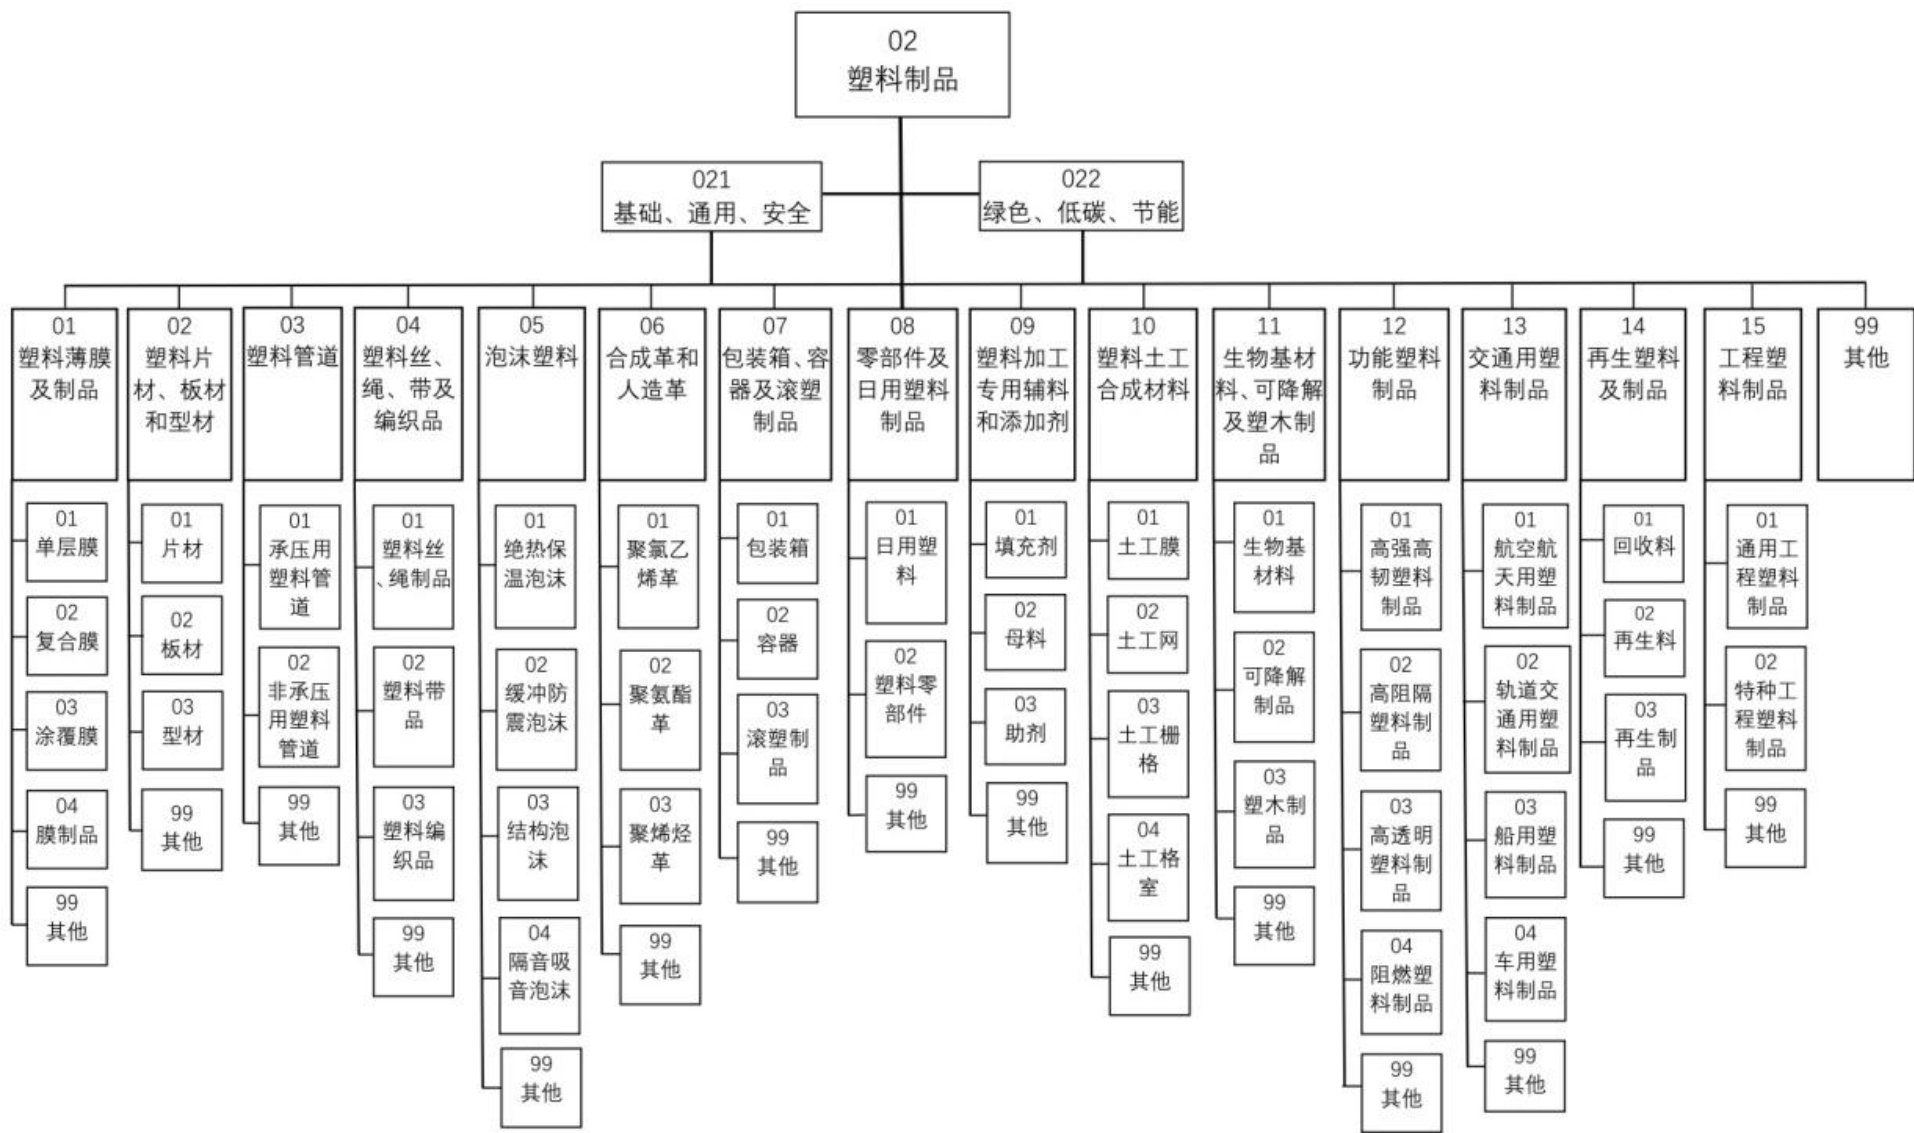 02
塑料制品
021
基础、通用、安全
022
绿色、低碳、节能
01
塑料薄膜
及制品
02
塑料片
材、板材
和型材
03
塑料管道
04
塑料丝、
绳、带及
编织品
05
泡沫塑料
06
合成革和
人造革
07
包装箱、容
器及滚塑
制品
08
零部件及
日用塑料
制品
09
塑料加工
专用辅料
和添加剂
10
塑料土工
合成材料
11
生物基材
料、可降解
及塑木制
品
12
功能塑料
制品
13
交通用塑
料制品
14
再生塑料
及制品
15
工程塑
料制品
99
其他
01
单层膜
02
复合膜
03
涂覆膜
04
膜制品
99
其他
01
片材
02
板材
03
型材
99
其他
01
承压用
塑料管
道
02
非承压
用塑料
管道
99
其他
01
塑料丝
、绳制品
02
塑料带
品
03
塑料编
织品
99
其他
01
绝热保
温泡沫
02
缓冲防
震泡沫
03
结构泡
沫
04
隔音吸
音泡沫
99
其他
01
聚氯乙
烯革
02
聚氨酯
革
03
聚烯烃
革
99
其他
01
包装箱
02
容器
03
滚塑制
品
99
其他
01
日用塑
料
02
塑料零
部件
99
其他
01
填充剂
02
母料
03
助剂
99
其他
01
土工膜
02
土工网
03
土工栅
格
04
土工格
室
99
其他
01
生物基
材料
02
可降解
制品
03
塑木制
品
99
其他
01
高强高
韧塑料
制品
02
高阻隔
塑料制
品
03
高透明
塑料制
品
04
阻燃塑
料制品
99
其他
01
航空航
天用塑
料制品
02
轨道交
通用塑
料制品
03
船用塑
料制品
04
车用塑
料制品
99
其他
01
回收料
02
再生料
03
再生制
品
99
其他
01
通用工
程塑料
制品
02
特种工
程塑料
制品
99
其他